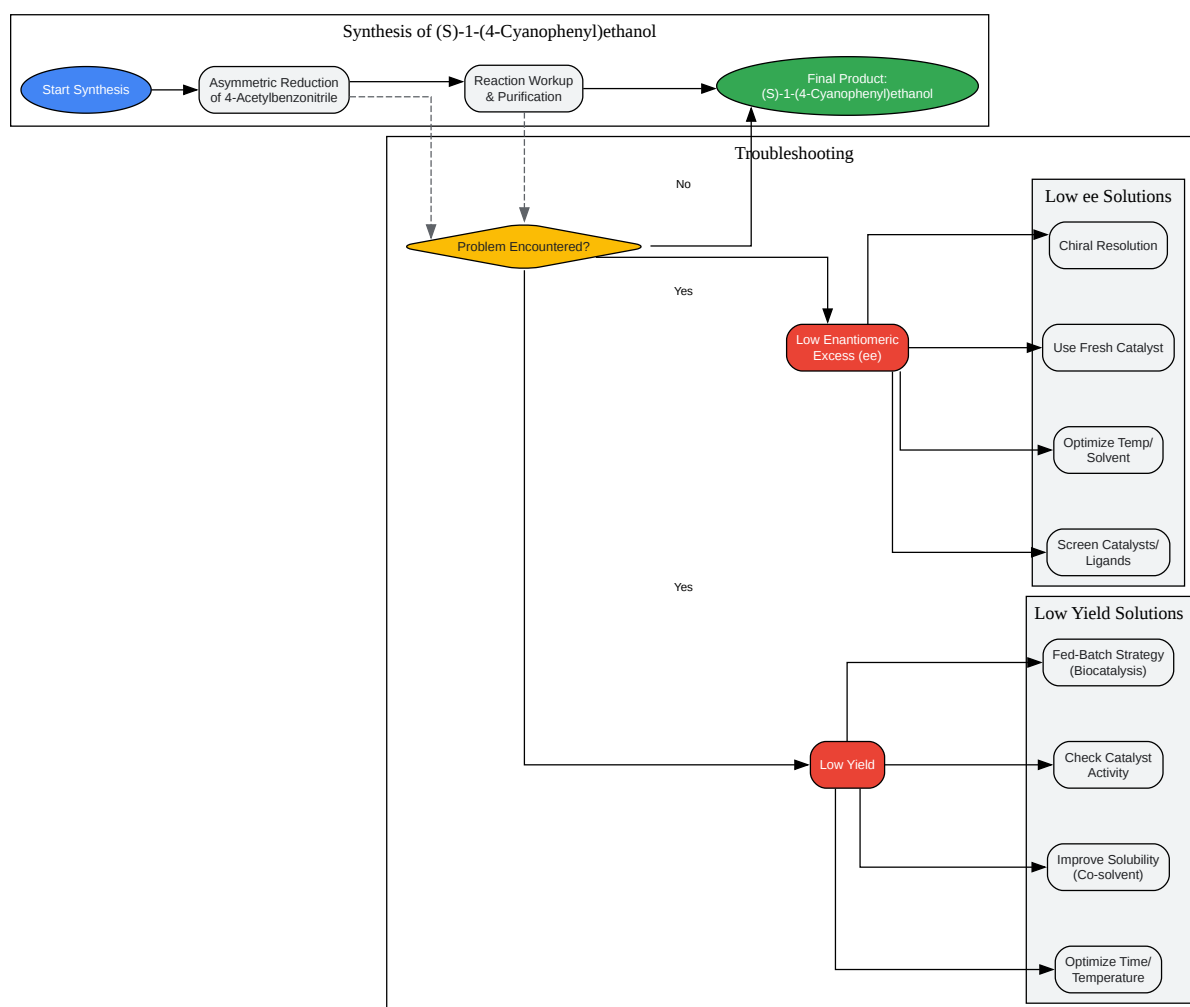 Synthesis of (S)-1-(4-Cyanophenyl)ethanol
Start Synthesis
Asymmetric Reduction
of 4-Acetylbenzonitrile
Reaction Workup
& Purification
Final Product:
(S)-1-(4-Cyanophenyl)ethanol
Troubleshooting
No
Problem Encountered?
Yes
Low Enantiomeric
Excess (ee)
Low ee Solutions
Chiral Resolution
Use Fresh Catalyst
Optimize Temp/
Solvent
Screen Catalysts/
Ligands
Yes
Low Yield
Low Yield Solutions
Fed-Batch Strategy
(Biocatalysis)
Check Catalyst
Activity
Improve Solubility
(Co-solvent)
Optimize Time/
Temperature